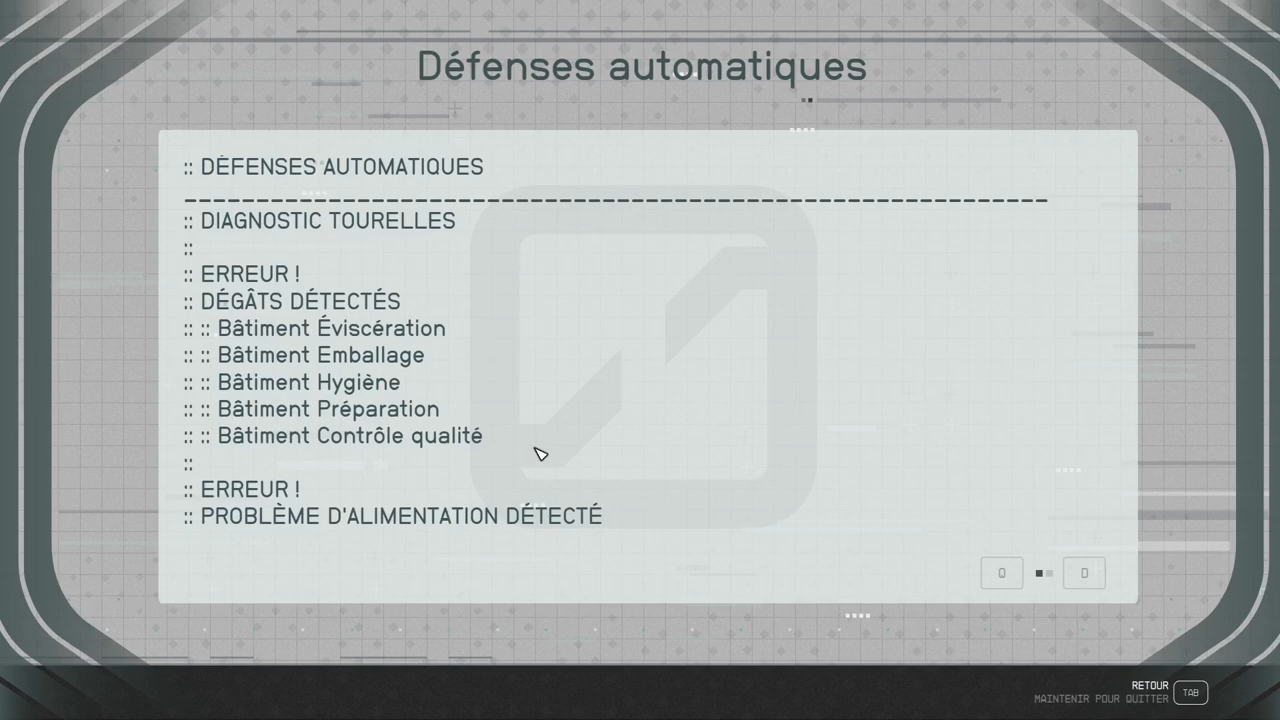 Défenses automatiques
:: DÉFENSES AUTOMATIQUES
------------------------------------------------------------
:: DIAGNOSTIC TOURELLES
::
:: ERREUR !
:: DÉGÂTS DÉTECTÉS
:: :: Bâtiment Éviscération
:: :: Bâtiment Emballage
:: :: Bâtiment Hygiène
:: :: Bâtiment Préparation
:: :: Bâtiment Contrôle qualité
::
:: ERREUR !
:: PROBLÈME D'ALIMENTATION DÉTECTÉ
Q D
RETOUR
MAINTENIR POUR QUITTER TAB